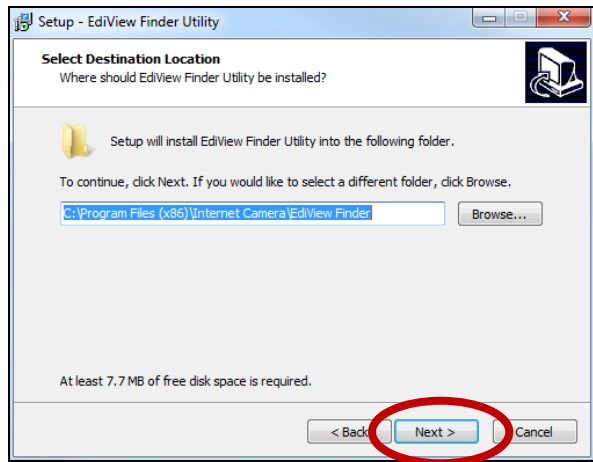 Setup - EdiView Finder Utility
Select Destination Location
Where should EdiView Finder Utility be installed?
Setup will install EdiView Finder Utility into the following folder.
To continue, click Next. If you would like to select a different folder, click Browse.
C:\Program Files (x86)\Internet Camera\EdiView Finder
Browse...
At least 7.7 MB of free disk space is required.
< Back
Next >
Cancel